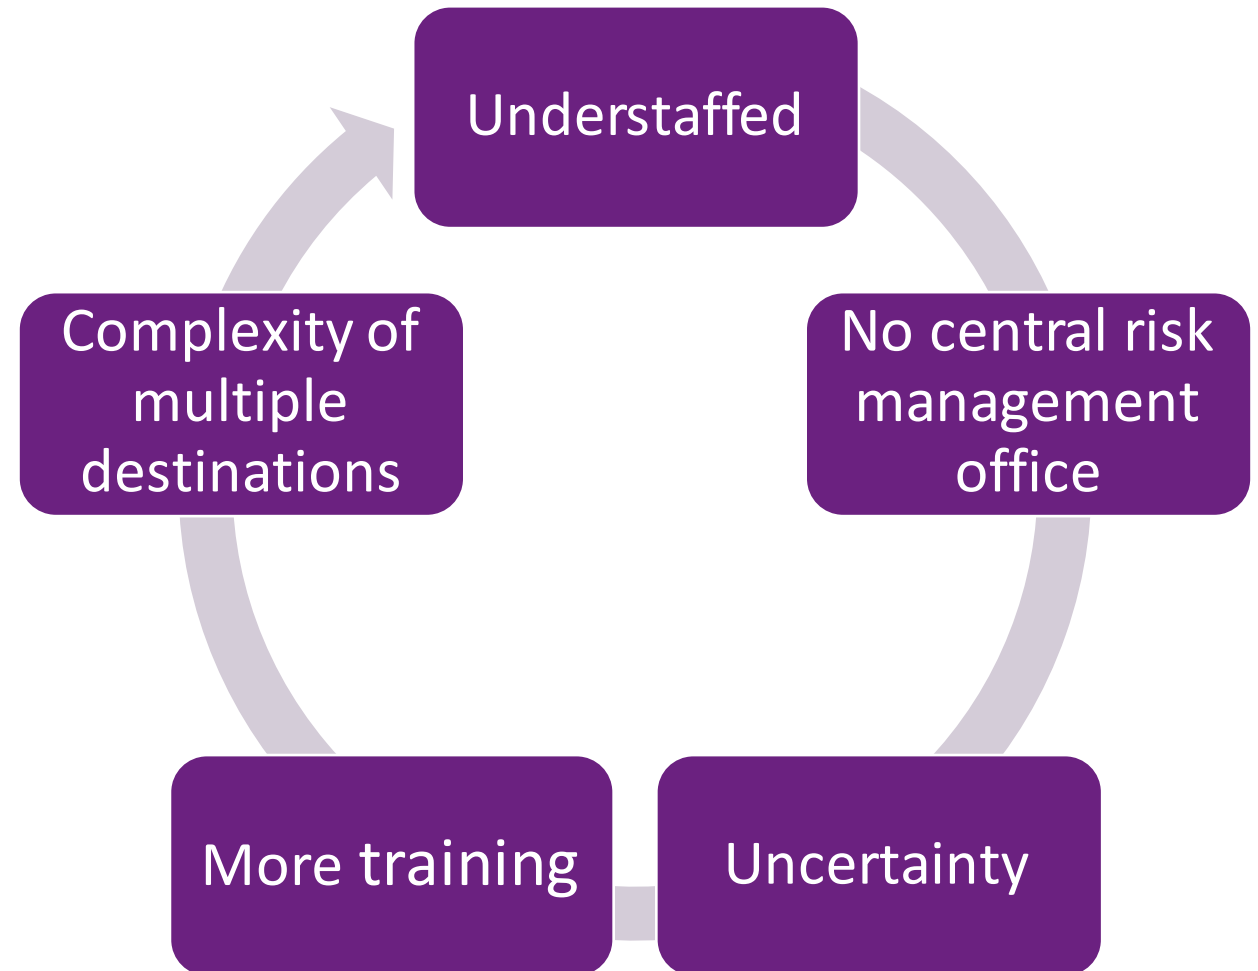 Understaffed
No central risk
management
office
Uncertainty
More training
Complexity of
multiple
destinations